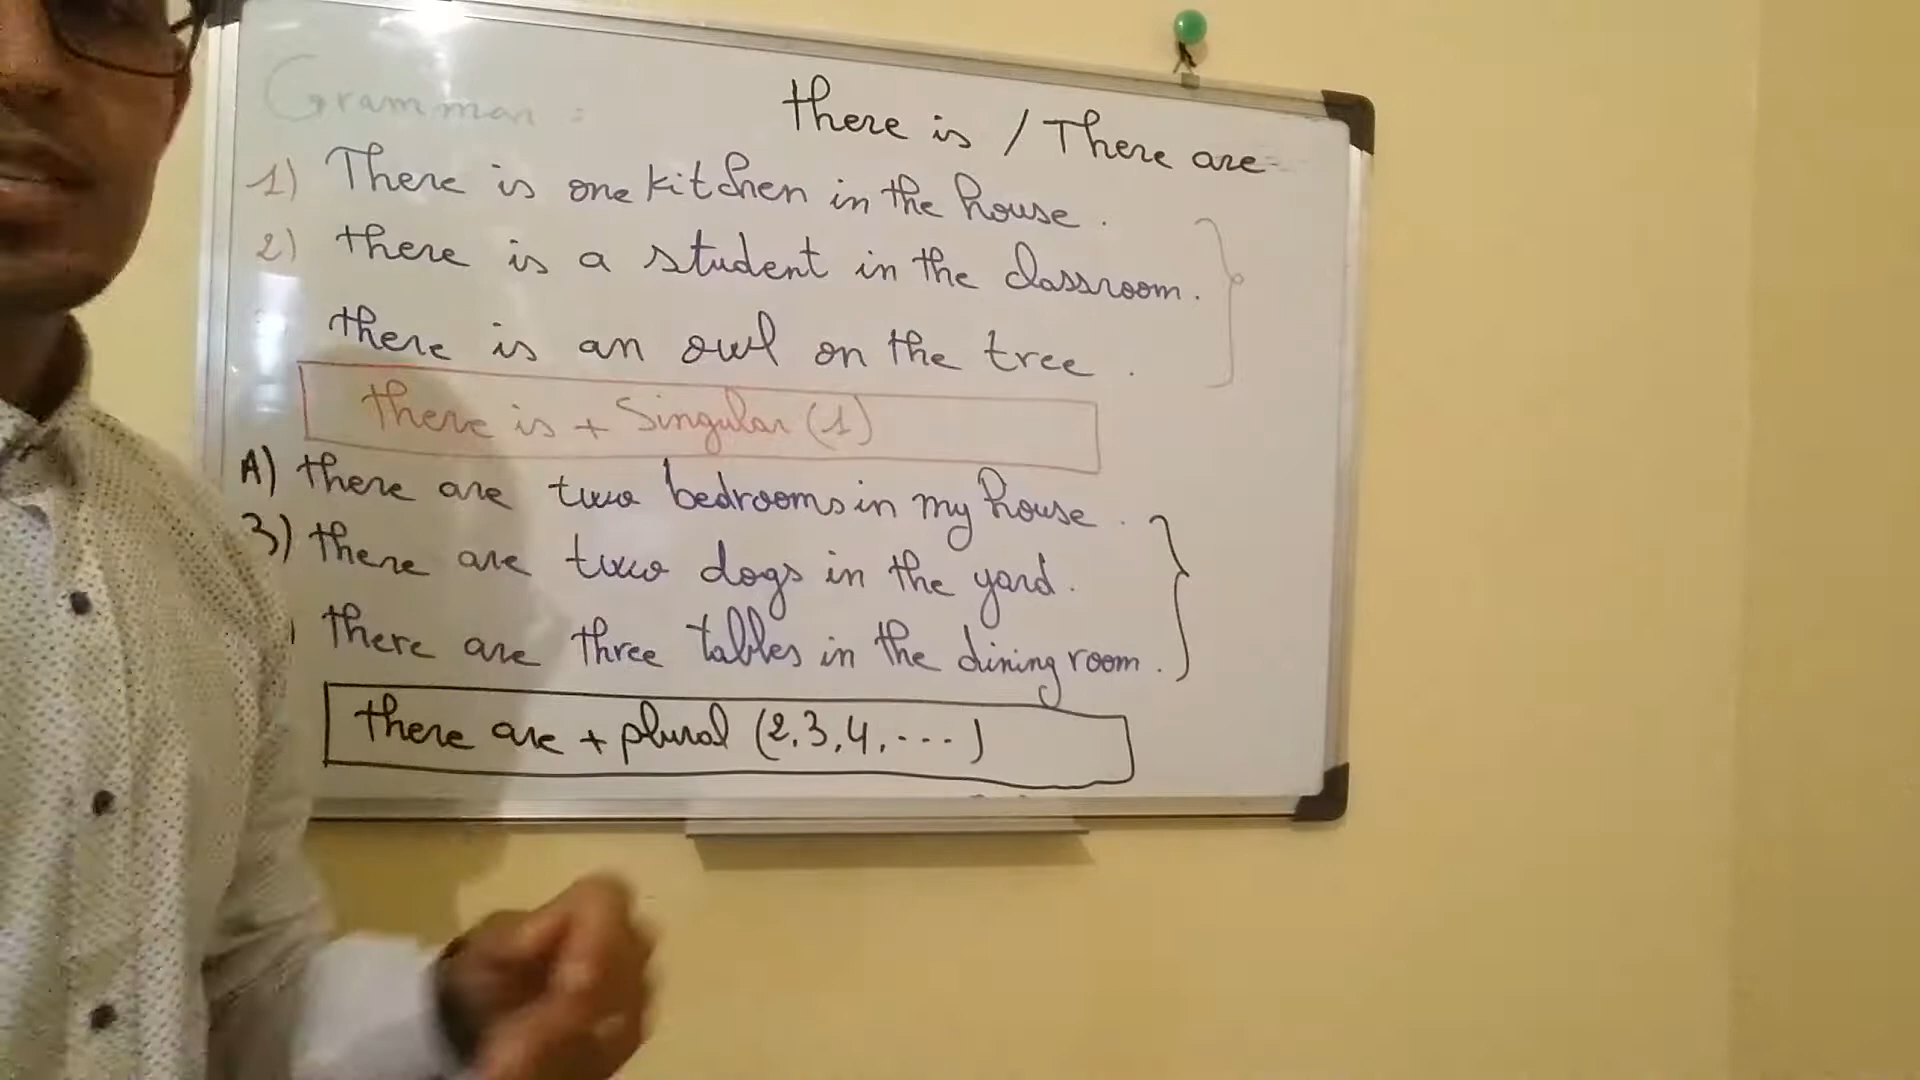 Grammar :
there is / There are
1) There is one kitchen in the house .
2) there is a student in the classroom .
there is an owl on the tree .
there is + Singular (1)
A) there are two bedrooms in my house .
3) there are two dogs in the yard .
) there are three tables in the dining room .
there are + plural (2, 3, 4, ... )